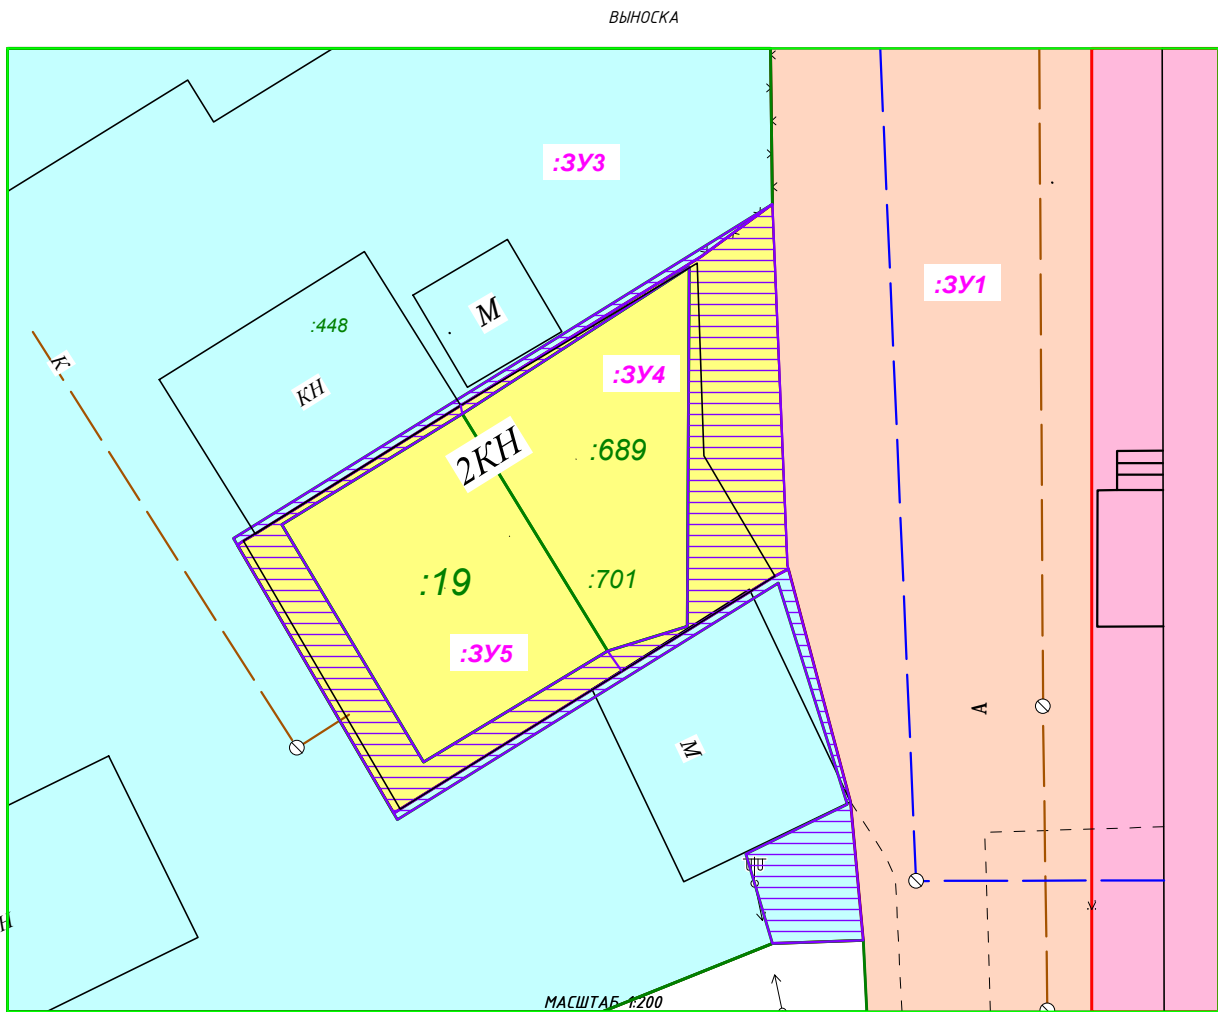 ВЫНОСКА
:ЗУ3
:ЗУ1
:448
М
К
КН
:ЗУ4
2КН
:689
:19
:701
:ЗУ5
А
М
Н
МАСШТАБ 1:200